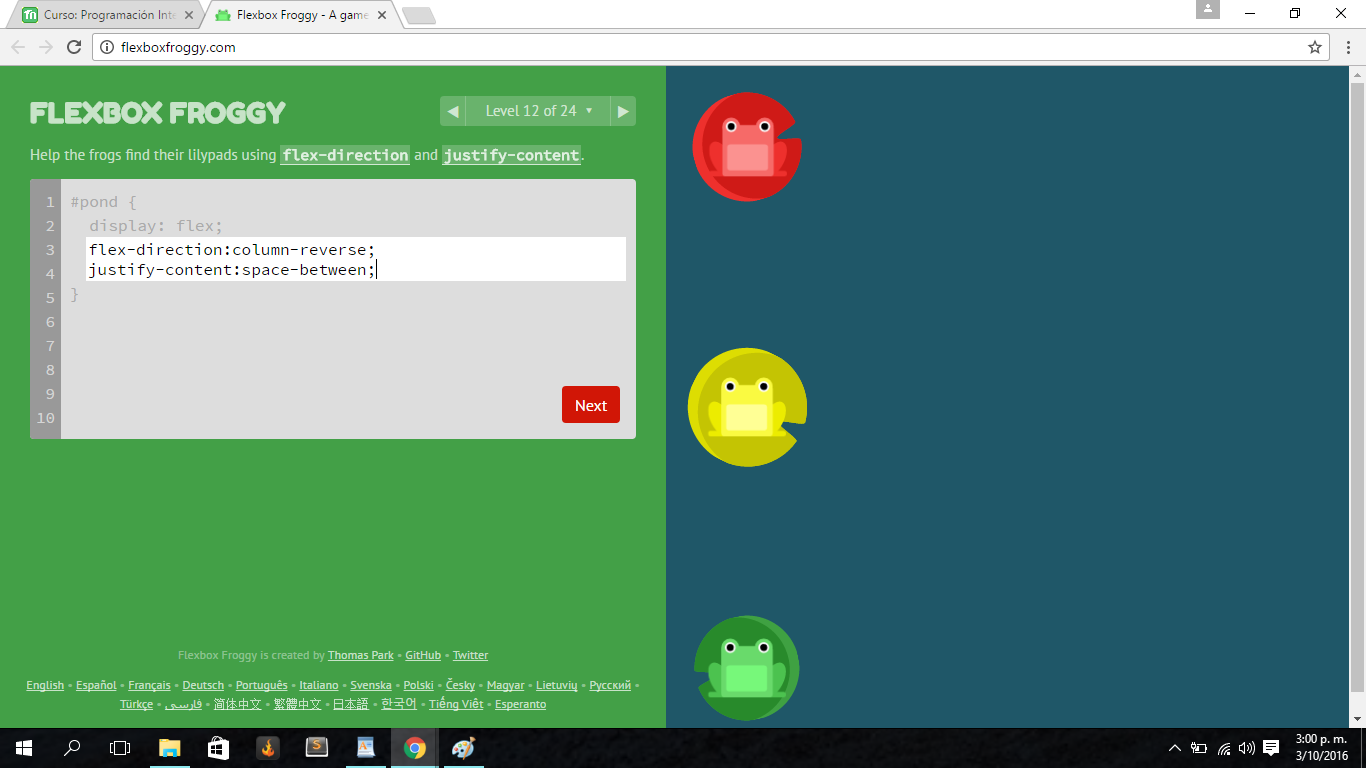 Curso: Programación Inte
Flexbox Froggy - A game
flexboxfroggy.com
FLEXBOX FROGGY
◀ Level 12 of 24 ▼ ▶
Help the frogs find their lilypads using flex-direction and justify-content.
1 #pond {
2 display: flex;
3 flex-direction:column-reverse;
4 justify-content:space-between;
5 }
6
7
8
9
10
Next
Flexbox Froggy is created by Thomas Park • GitHub • Twitter
English • Español • Français • Deutsch • Português • Italiano • Svenska • Polski • Česky • Magyar • Lietuvių • Русский •
Türkçe • فارسی • 简体中文 • 繁體中文 • 日本語 • 한국어 • Tiếng Việt • Esperanto
3:00 p. m.
3/10/2016